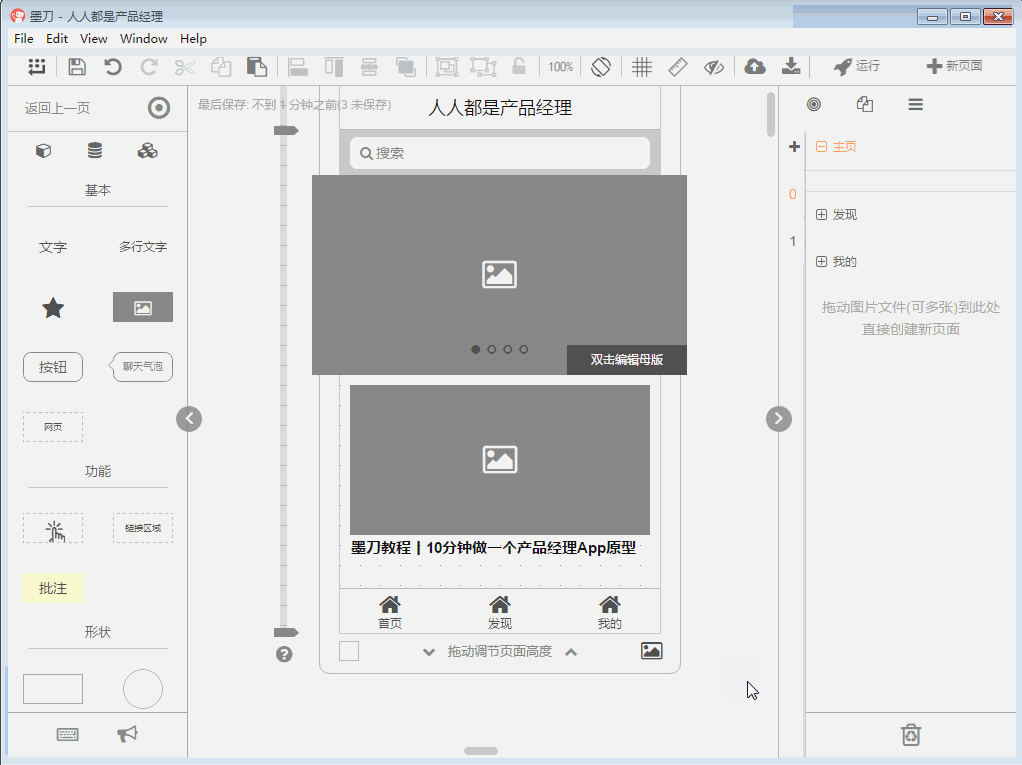 墨刀 - 人人都是产品经理
File Edit View Window Help
100%
运行
新页面
返回上一页
最后保存: 不到 1 分钟之前(3 未保存)
人人都是产品经理
搜索
基本
文字
多行文字
按钮
聊天气泡
网页
功能
链接区域
批注
形状
双击编辑母版
墨刀教程丨10分钟做一个产品经理App原型
首页
发现
我的
拖动调节页面高度
主页
0
发现
1
我的
拖动图片文件(可多张)到此处
直接创建新页面